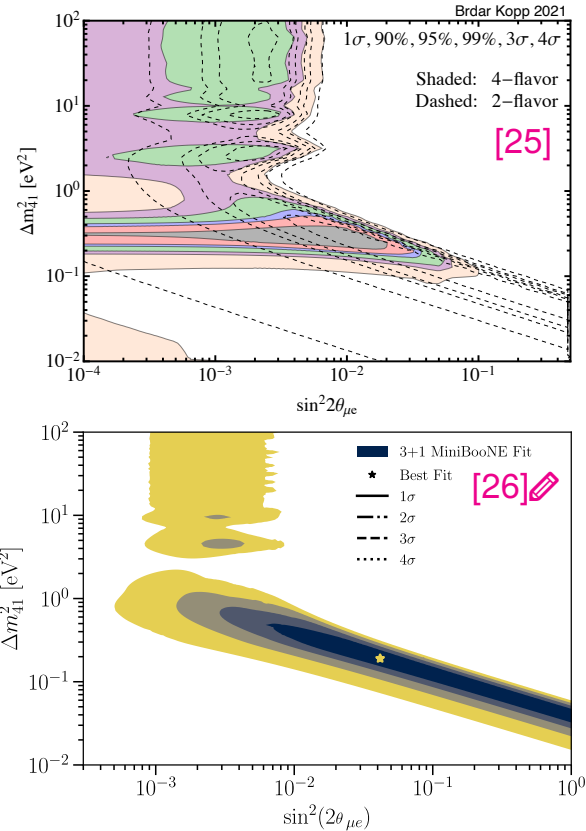 Brdar Kopp 2021
10²
1σ, 90%, 95%, 99%, 3σ, 4σ
Shaded: 4−flavor
Dashed: 2−flavor
[25]
10¹
10⁰
10⁻¹
10⁻²
Δm²₄₁ [eV²]
10⁻⁴ 10⁻³ 10⁻² 10⁻¹
sin²2θμe
10²
3+1 MiniBooNE Fit
Best Fit
[26]
1σ
2σ
3σ
4σ
10¹
10⁰
10⁻¹
10⁻²
Δm²₄₁ [eV²]
10⁻³ 10⁻² 10⁻¹ 10⁰
sin²(2θμe)